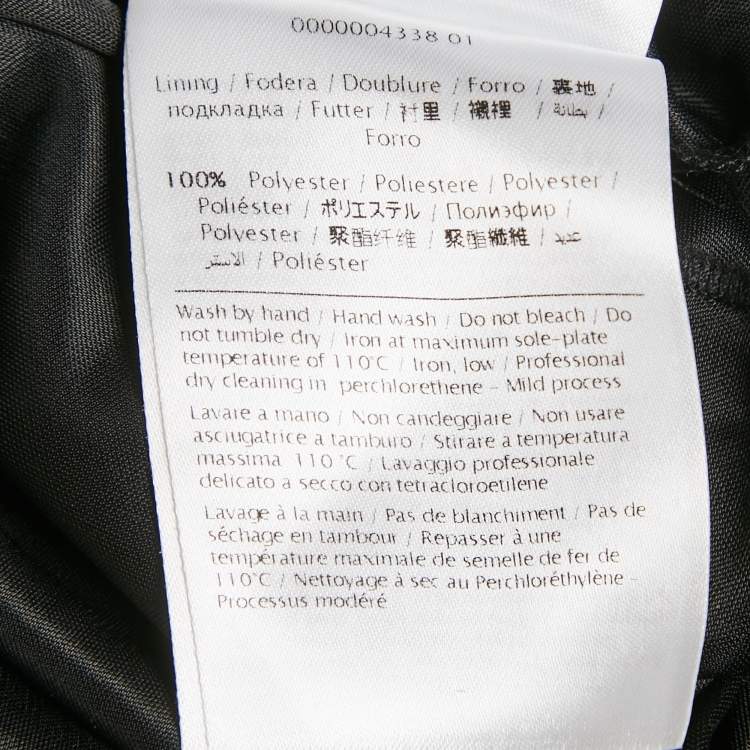 0000004338 01
Lining / Fodera / Doublure / Forro / 裏地 /
подкладка / Futter / 衬里 / 襯裡 / بطانة /
Forro
100% Polyester / Poliestere / Polyester /
Poliéster / ポリエステル / Полиэфир /
Polyester / 聚酯纤维 / 聚酯纖維 / عديد
الاستر / Poliéster
Wash by hand / Hand wash / Do not bleach / Do
not tumble dry / Iron at maximum sole-plate
temperature of 110°C / Iron, low / Professional
dry cleaning in perchlorethene - Mild process
Lavare a mano / Non candeggiare / Non usare
asciugatrice a tamburo / Stirare a temperatura
massima 110 °C / Lavaggio professionale
delicato a secco con tetracloroetilene
Lavage à la main / Pas de blanchiment / Pas de
séchage en tambour / Repasser à une
température maximale de semelle de fer de
110°C / Nettoyage à sec au Perchloréthylène -
Processus modéré